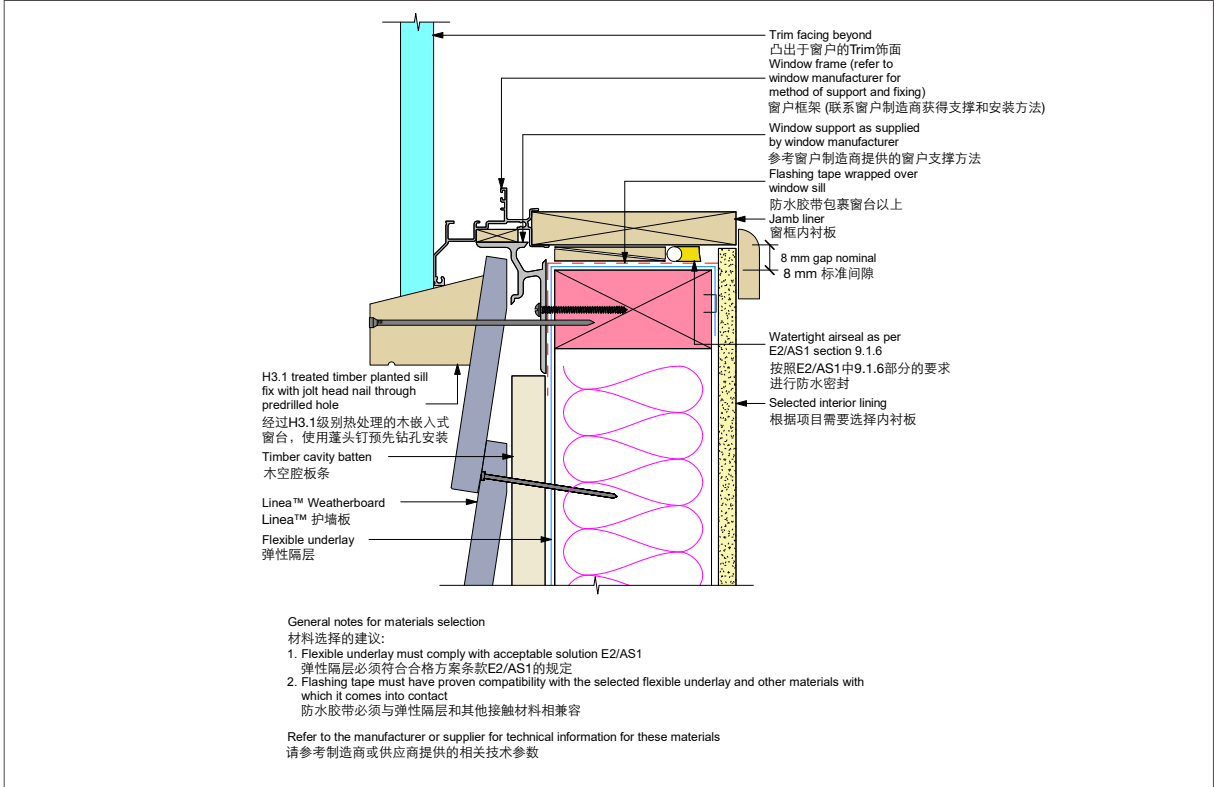 Trim facing beyond
凸出于窗户的Trim饰面
Window frame (refer to
window manufacturer for
method of support and fixing)
窗户框架 (联系窗户制造商获得支撑和安装方法)
Window support as supplied
by window manufacturer
参考窗户制造商提供的窗户支撑方法
Flashing tape wrapped over
window sill
防水胶带包裹窗台以上
Jamb liner
窗框内衬板
8 mm gap nominal
8 mm 标准间隙
Watertight airseal as per
E2/AS1 section 9.1.6
按照E2/AS1中9.1.6部分的要求
进行防水密封
Selected interior lining
根据项目需要选择内衬板
H3.1 treated timber planted sill
fix with jolt head nail through
predrilled hole
经过H3.1级别热处理的木嵌入式
窗台，使用蓬头钉预先钻孔安装
Timber cavity batten
木空腔板条
Linea™ Weatherboard
Linea™ 护墙板
Flexible underlay
弹性隔层
General notes for materials selection
材料选择的建议:
1. Flexible underlay must comply with acceptable solution E2/AS1
弹性隔层必须符合合格方案条款E2/AS1的规定
2. Flashing tape must have proven compatibility with the selected flexible underlay and other materials with
which it comes into contact
防水胶带必须与弹性隔层和其他接触材料相兼容
Refer to the manufacturer or supplier for technical information for these materials
请参考制造商或供应商提供的相关技术参数